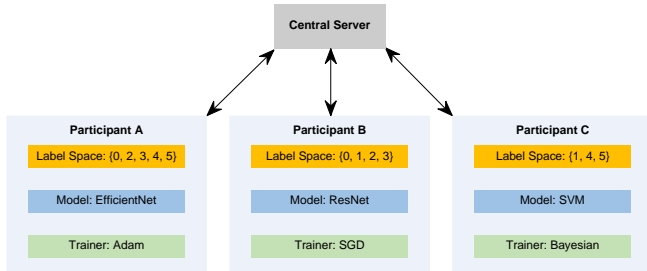 Central Server
Participant A
Label Space: {0, 2, 3, 4, 5}
Model: EfficientNet
Trainer: Adam
Participant B
Label Space: {0, 1, 2, 3}
Model: ResNet
Trainer: SGD
Participant C
Label Space: {1, 4, 5}
Model: SVM
Trainer: Bayesian